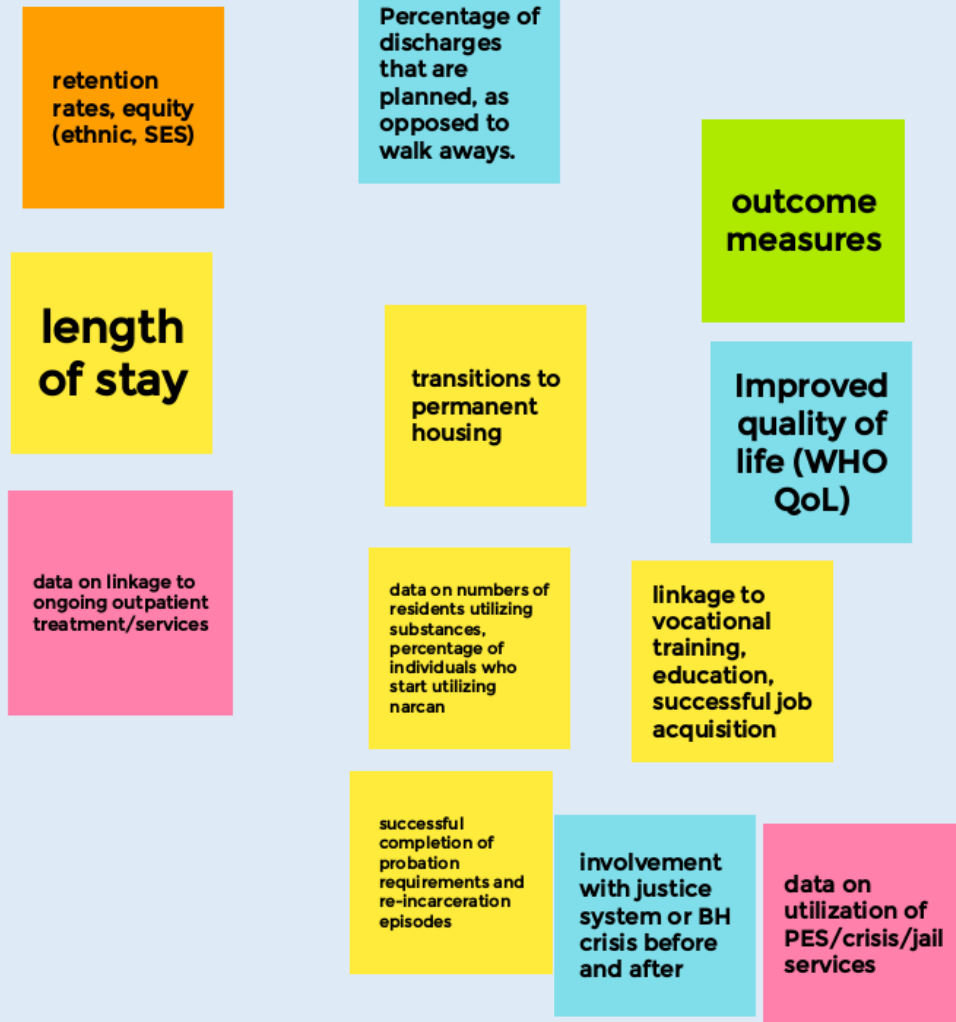 retention
rates, equity
(ethnic, SES)
Percentage of
discharges
that are
planned, as
opposed to
walk aways.
outcome
measures
length
of stay
transitions to
permanent
housing
Improved
quality of
life (WHO
QoL)
data on linkage to
ongoing outpatient
treatment/services
data on numbers of
residents utilizing
substances,
percentage of
individuals who
start utilizing
narcan
linkage to
vocational
training,
education,
successful job
acquisition
successful
completion of
probation
requirements and
re-incarceration
episodes
involvement
with justice
system or BH
crisis before
and after
data on
utilization of
PES/crisis/jail
services